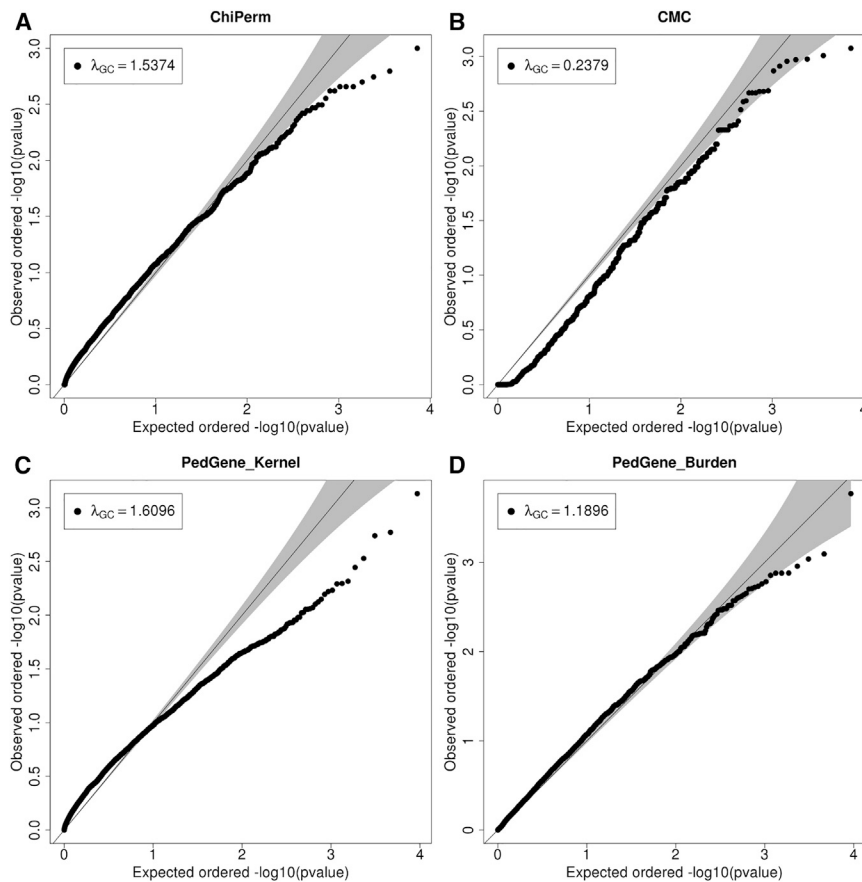 A
ChiPerm
λGC = 1.5374
Observed ordered -log10(pvalue)
0.0 0.5 1.0 1.5 2.0 2.5 3.0
0 1 2 3 4
Expected ordered -log10(pvalue)
B
CMC
λGC = 0.2379
Observed ordered -log10(pvalue)
0.0 0.5 1.0 1.5 2.0 2.5 3.0
0 1 2 3 4
Expected ordered -log10(pvalue)
C
PedGene_Kernel
λGC = 1.6096
Observed ordered -log10(pvalue)
0.0 0.5 1.0 1.5 2.0 2.5 3.0
0 1 2 3 4
Expected ordered -log10(pvalue)
D
PedGene_Burden
λGC = 1.1896
Observed ordered -log10(pvalue)
0 1 2 3
0 1 2 3 4
Expected ordered -log10(pvalue)